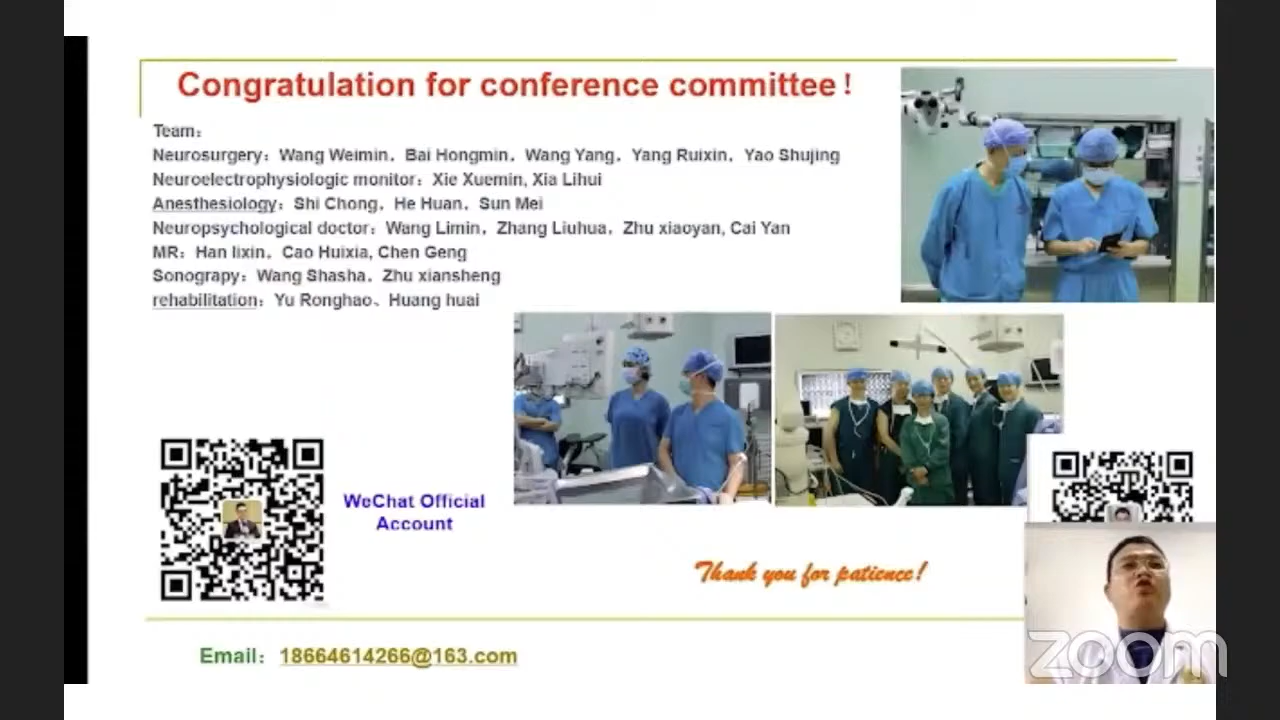 Congratulation for conference committee！
Team：
Neurosurgery：Wang Weimin，Bai Hongmin，Wang Yang，Yang Ruixin，Yao Shujing
Neuroelectrophysiologic monitor：Xie Xuemin, Xia Lihui
Anesthesiology：Shi Chong，He Huan，Sun Mei
Neuropsychological doctor：Wang Limin，Zhang Liuhua，Zhu xiaoyan, Cai Yan
MR：Han lixin，Cao Huixia, Chen Geng
Sonograpy：Wang Shasha，Zhu xiansheng
rehabilitation：Yu Ronghao、Huang huai
WeChat Official
Account
Thank you for patience!
Email：18664614266@163.com
zoom